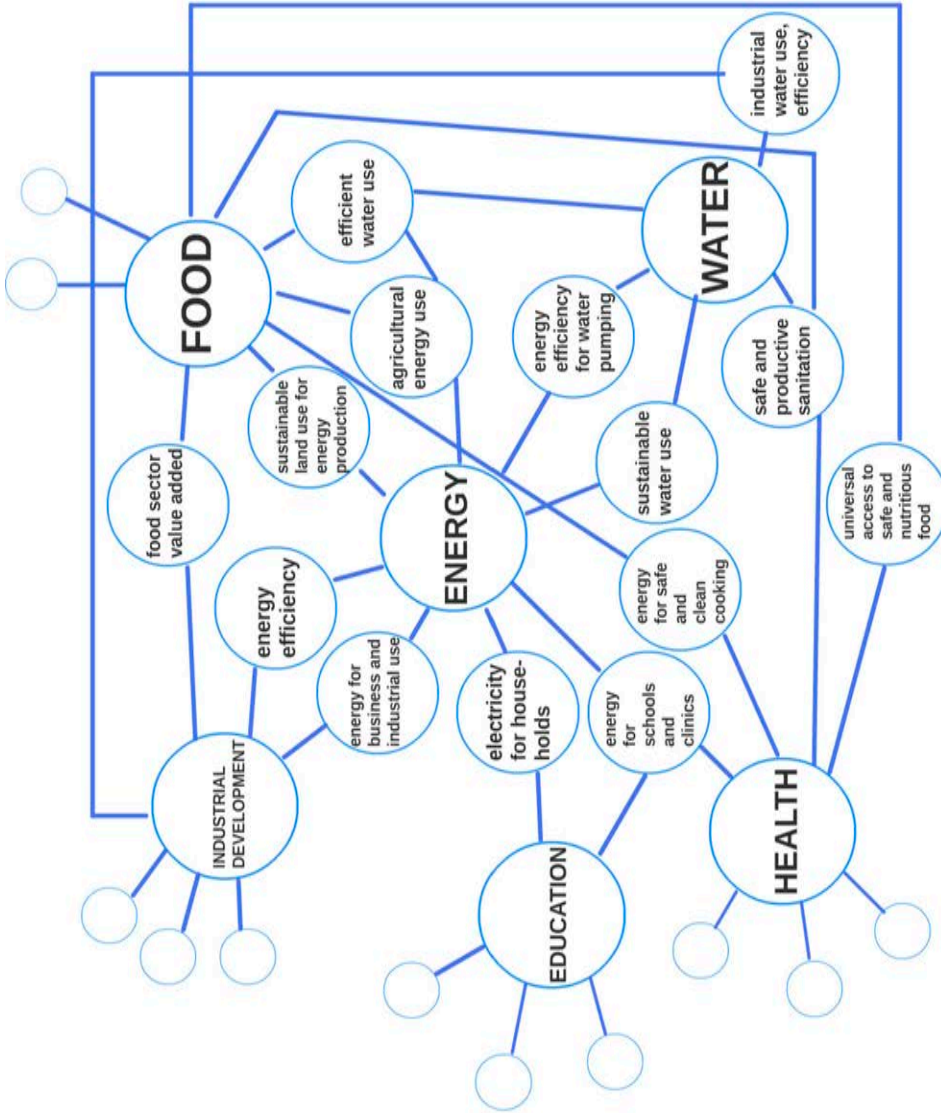 INDUSTRIAL
DEVELOPMENT
food sector
value added
FOOD
energy
efficiency
sustainable
land use for
energy
production
efficient
water use
energy for
business and
industrial use
agricultural
energy use
ENERGY
electricity
for house-
holds
EDUCATION
energy
efficiency
for water
pumping
energy
for
schools
and
clinics
sustainable
water use
energy
for safe
and
clean
cooking
WATER
HEALTH
safe and
productive
sanitation
industrial
water use,
efficiency
universal
access to
safe and
nutritious
food